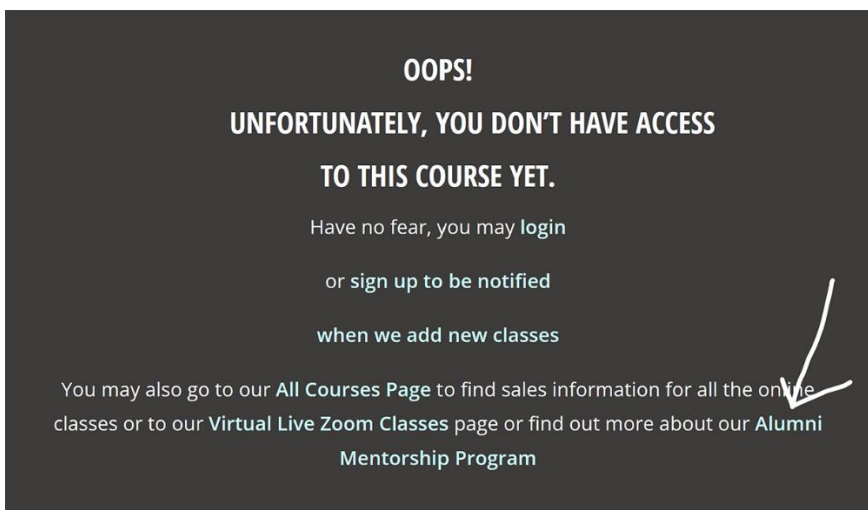 OOPS!
UNFORTUNATELY, YOU DON'T HAVE ACCESS
TO THIS COURSE YET.
Have no fear, you may login
or sign up to be notified
when we add new classes
You may also go to our All Courses Page to find sales information for all the online
classes or to our Virtual Live Zoom Classes page or find out more about our Alumni
Mentorship Program